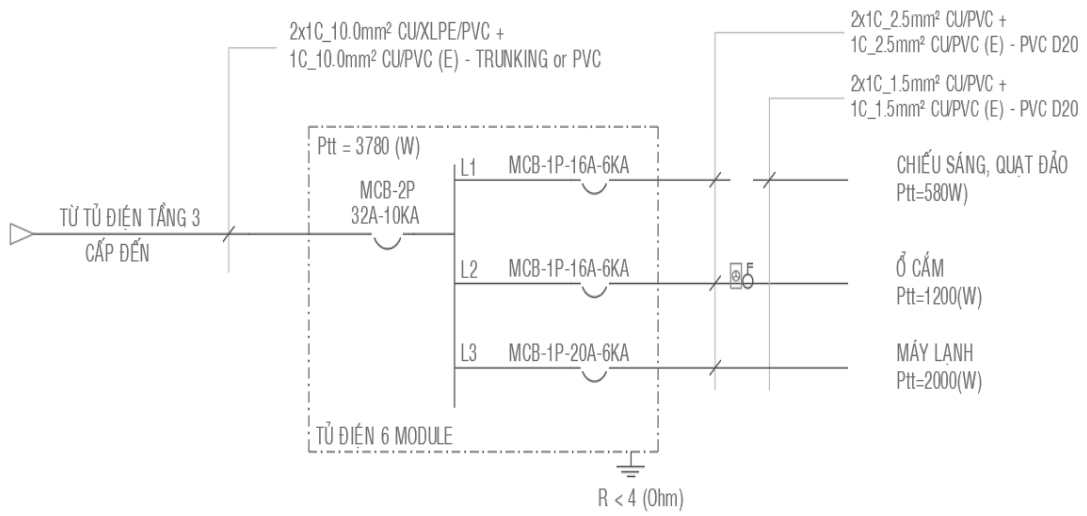 2x1C_10.0mm² CU/XLPE/PVC +
1C_10.0mm² CU/PVC (E) - TRUNKING or PVC
2x1C_2.5mm² CU/PVC +
1C_2.5mm² CU/PVC (E) - PVC D20
2x1C_1.5mm² CU/PVC +
1C_1.5mm² CU/PVC (E) - PVC D20
Ptt = 3780 (W)
MCB-2P
32A-10KA
TỪ TỦ ĐIỆN TẦNG 3
CẤP ĐẾN
L1
MCB-1P-16A-6KA
CHIẾU SÁNG, QUẠT ĐẢO
Ptt=580W)
L2
MCB-1P-16A-6KA
Ổ CẮM
Ptt=1200(W)
L3
MCB-1P-20A-6KA
MÁY LẠNH
Ptt=2000(W)
TỦ ĐIỆN 6 MODULE
R < 4 (Ohm)